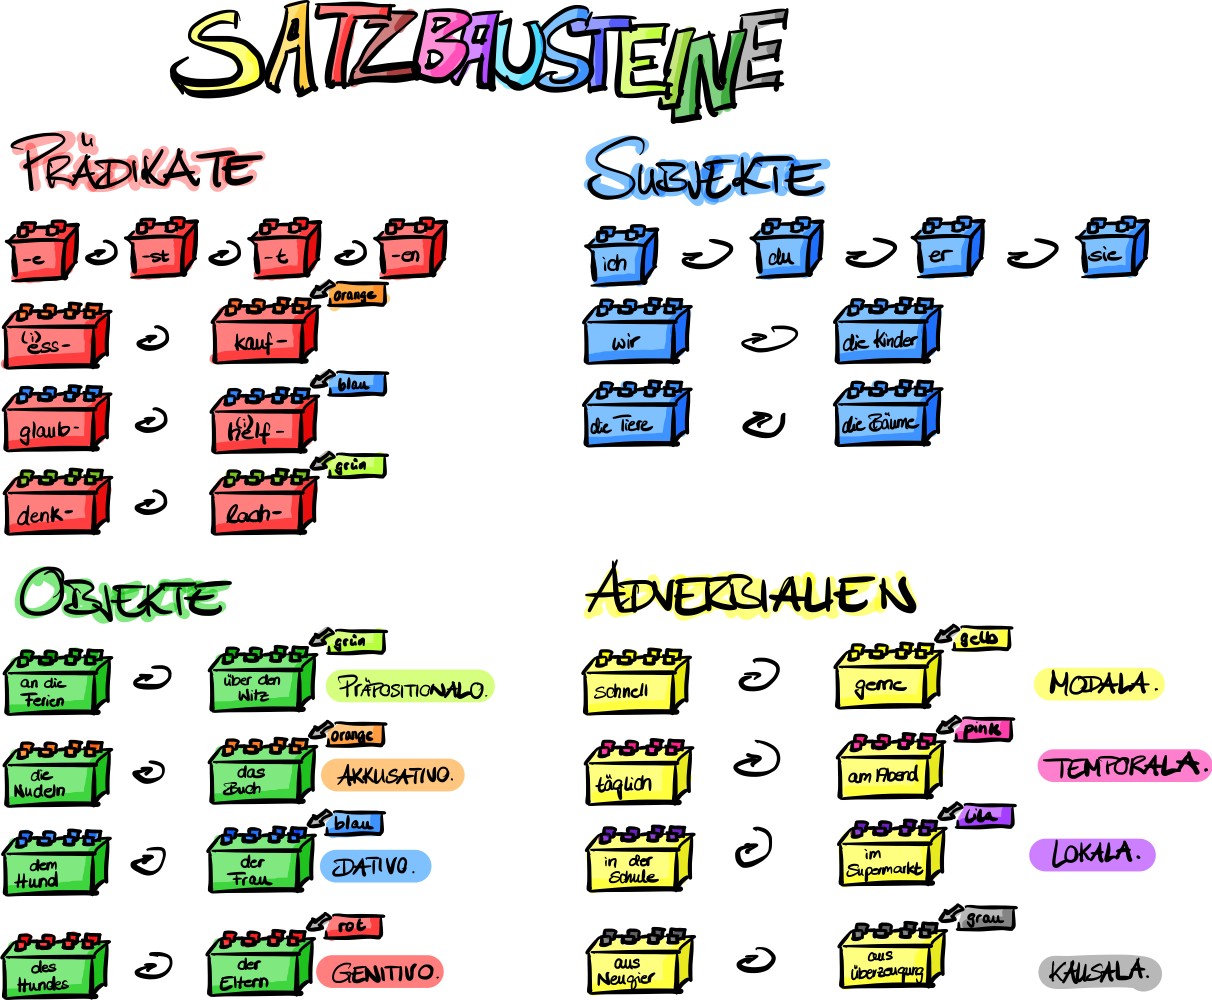 SATZBAUSTEINE
PRÄDIKATE
SUBJEKTE
-e
-st
-t
-en
ich
du
er
sie
orange
(i)
ess-
kauf-
wir
die Kinder
blau
glaub-
(i)
helf-
die Tiere
die Bäume
grün
denk-
lach-
OBJEKTE
ADVERBIALIEN
grün
gelb
an die
Ferien
über den
Witz
PRÄPOSITIONALO.
schnell
gerne
MODALA.
orange
pink
die
Nudeln
das
Buch
AKKUSATIVO.
täglich
am Abend
TEMPORALA.
blau
lila
dem
Hund
der
Frau
DATIVO.
in der
Schule
im
Supermarkt
LOKALA.
rot
grau
des
Hundes
der
Eltern
GENITIVO.
aus
Neugier
aus
Überzeugung
KAUSALA.